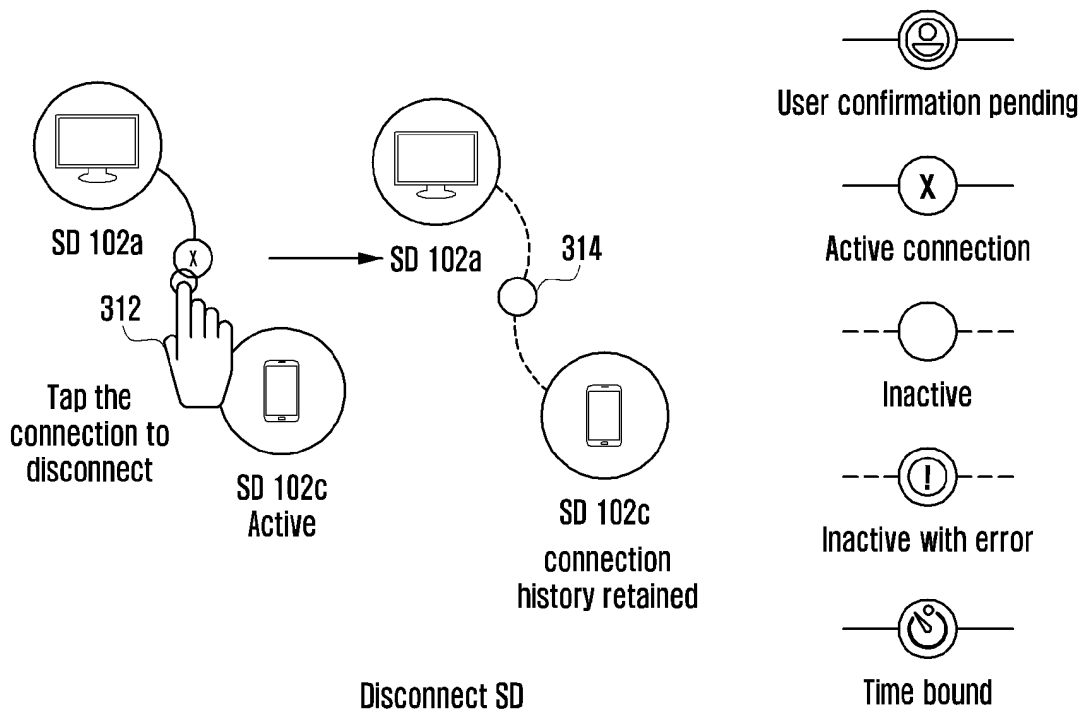 SD 102a
X
312
Tap the
connection to
disconnect
SD 102c
Active
SD 102a
314
SD 102c
connection
history retained
Disconnect SD
User confirmation pending
X
Active connection
Inactive
!
Inactive with error
Time bound